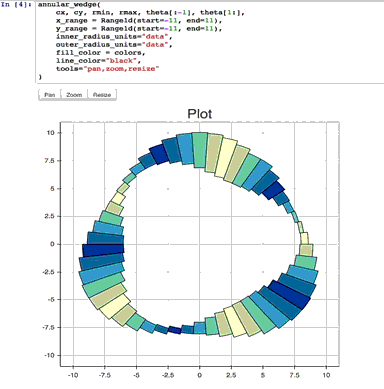 In [4]: annular_wedge(
cx, cy, rmin, rmax, theta[:-1], theta[1:],
x_range = Range1d(start=-11, end=11),
y_range = Range1d(start=-11, end=11),
inner_radius_units="data",
outer_radius_units="data",
fill_color = colors,
line_color="black",
tools="pan,zoom,resize"
)
Pan Zoom Resize
Plot
10
7.5
5
2.5
0
-2.5
-5
-7.5
-10
-10 -7.5 -5 -2.5 0 2.5 5 7.5 10